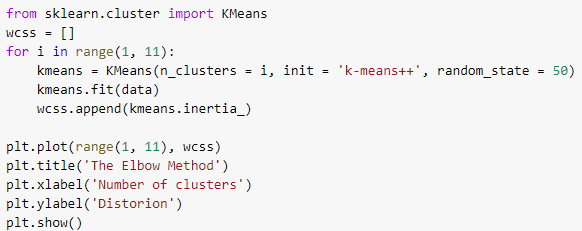 from sklearn.cluster import KMeans
wcss = []
for i in range(1, 11):
    kmeans = KMeans(n_clusters = i, init = 'k-means++', random_state = 50)
    kmeans.fit(data)
    wcss.append(kmeans.inertia_)
plt.plot(range(1, 11), wcss)
plt.title('The Elbow Method')
plt.xlabel('Number of clusters')
plt.ylabel('Distorion')
plt.show()